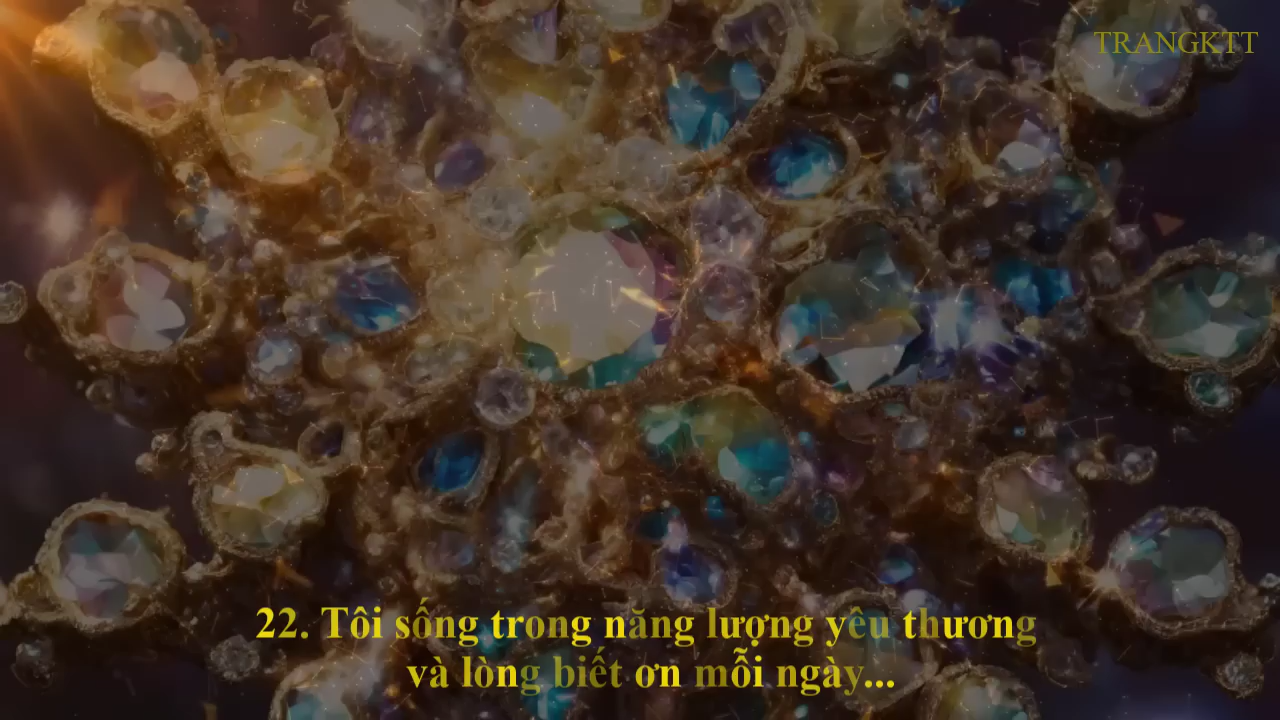 TRANGKTT
22. Tôi sống trong năng lượng yêu thương
và lòng biết ơn mỗi ngày...